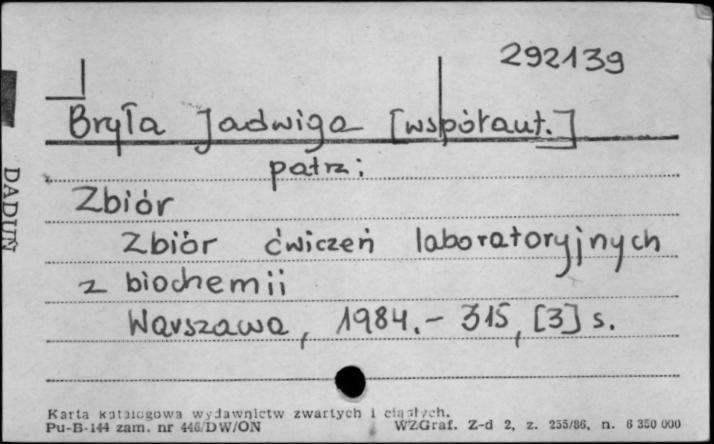 292139
Bryła Jadwiga [współaut.]
patrz:
Zbiór
Zbiór ćwiczeń laboratoryjnych
z biochemii
Warszawa, 1984.- 315, [3] s.
DADUŃ
Karta katalogowa wydawnictw zwartych i ciągłych.
Pu-B-144 zam. nr 446/DW/ON WZGraf. Z-d 2, z. 255/86, n. 6 350 000